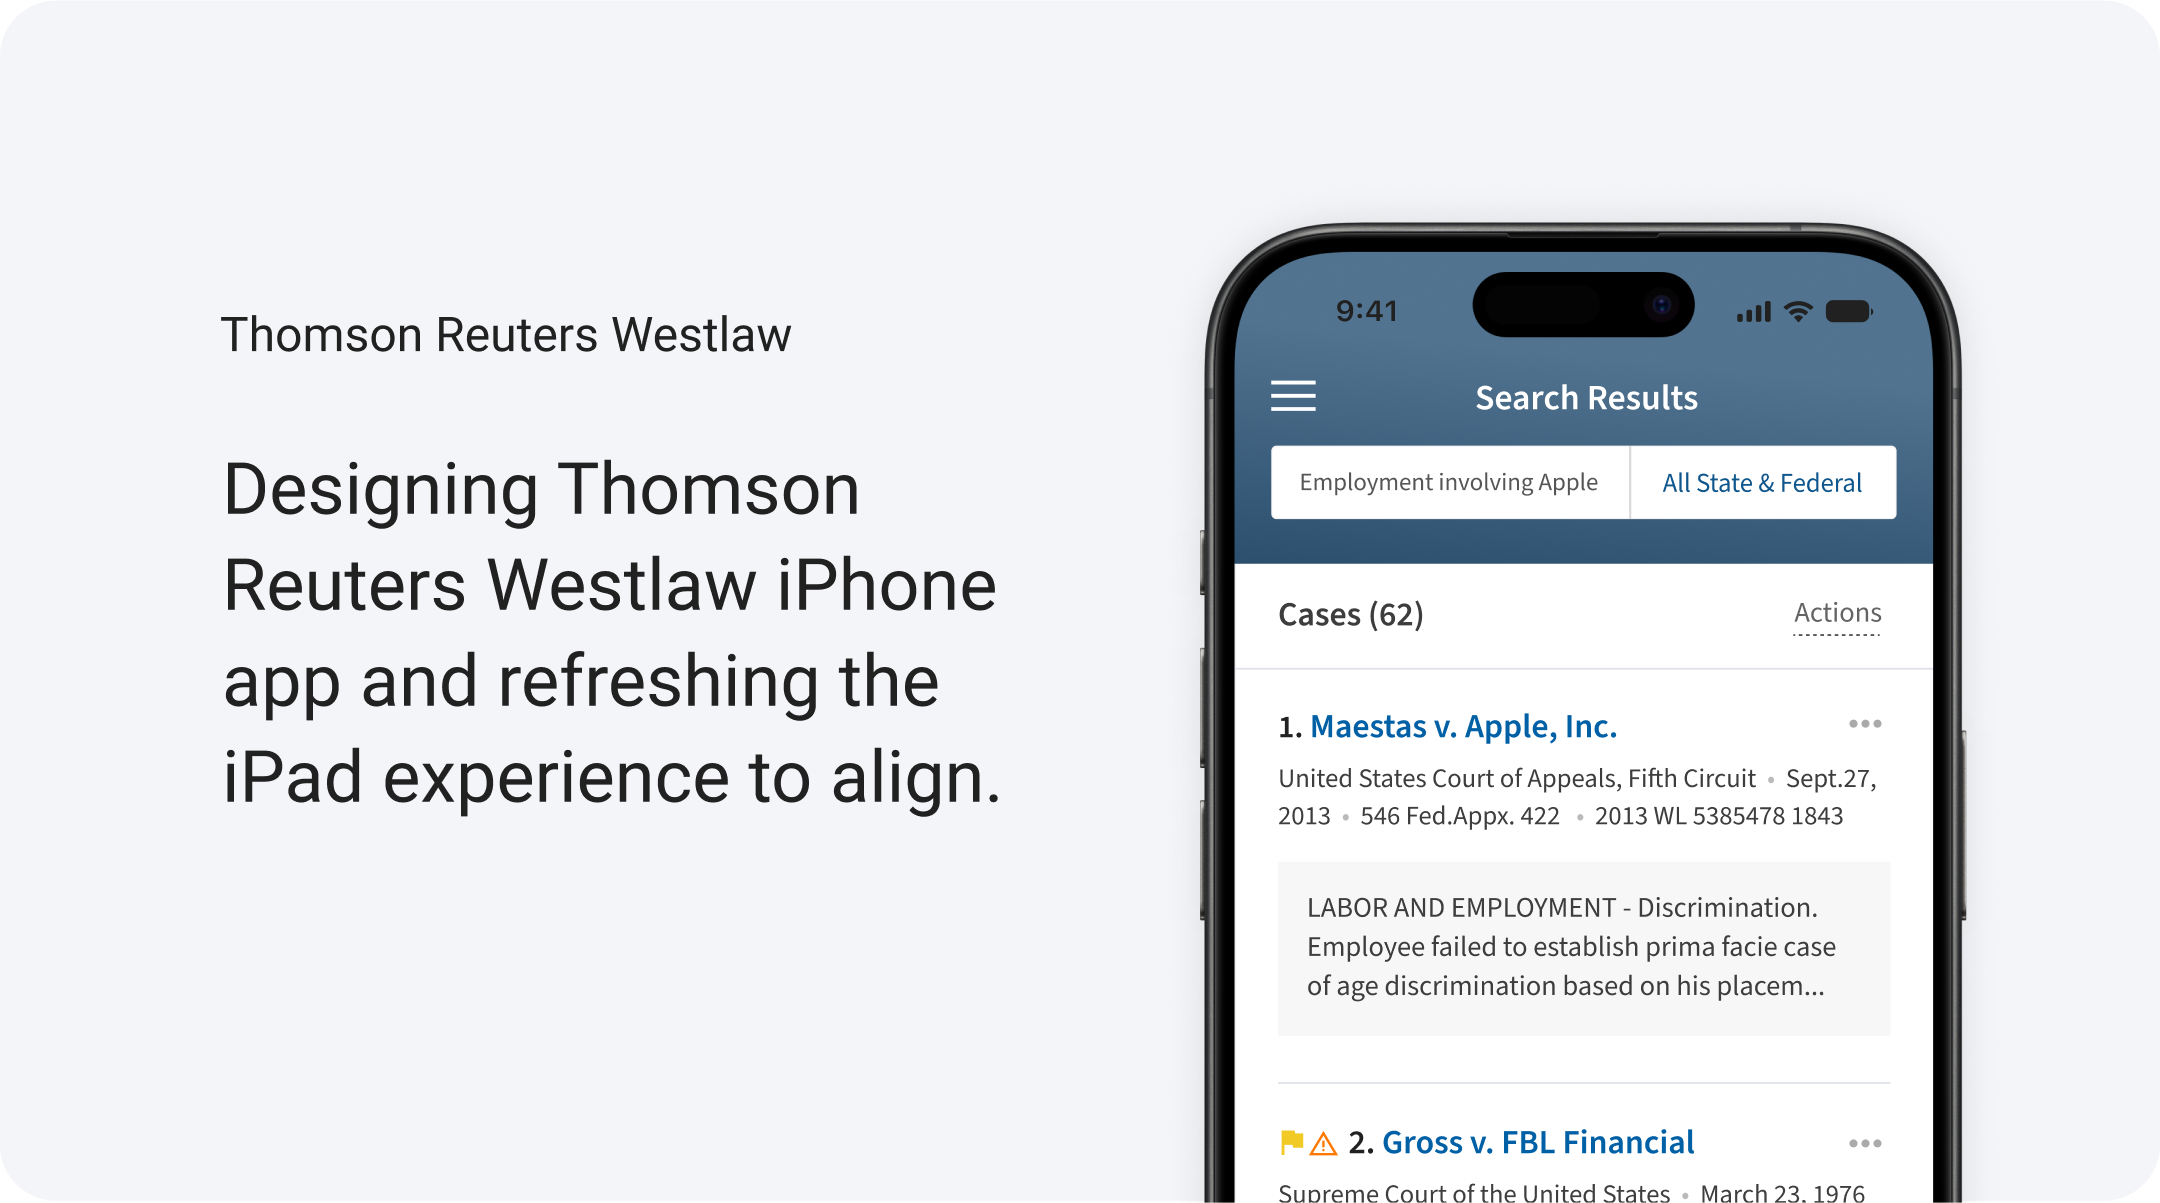 Thomson Reuters Westlaw
Designing Thomson
Reuters Westlaw iPhone
app and refreshing the
iPad experience to align.
9:41
Search Results
Employment involving Apple
All State & Federal
Cases (62)
Actions
1. Maestas v. Apple, Inc.
United States Court of Appeals, Fifth Circuit • Sept.27,
2013 • 546 Fed.Appx. 422 • 2013 WL 5385478 1843
LABOR AND EMPLOYMENT - Discrimination.
Employee failed to establish prima facie case
of age discrimination based on his placem...
2. Gross v. FBL Financial
Supreme Court of the United States • March 23, 1976